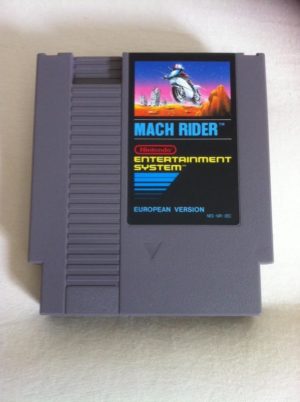 MACH RIDER™
Nintendo
ENTERTAINMENT
SYSTEM™
EUROPEAN VERSION